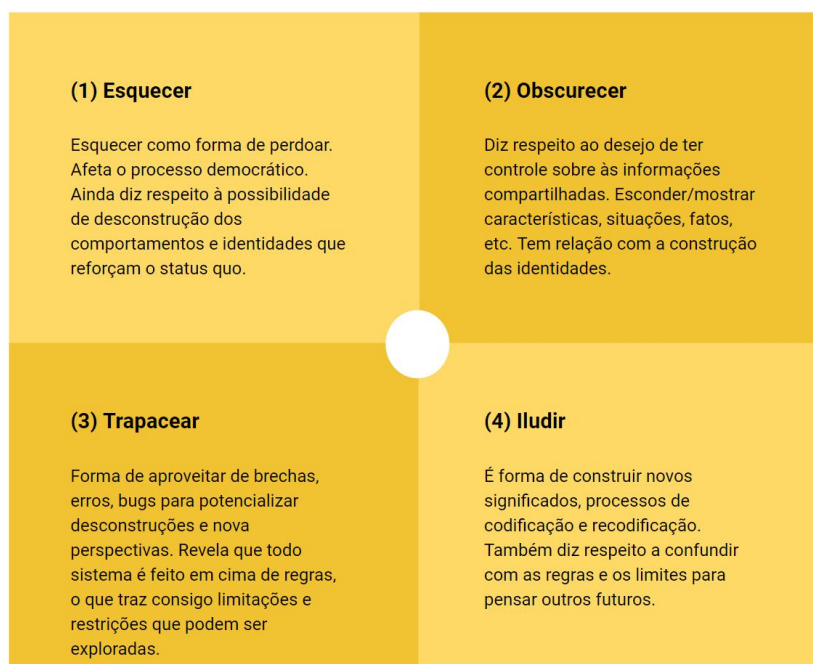 (1) Esquecer
Esquecer como forma de perdoar.
Afeta o processo democrático.
Ainda diz respeito à possibilidade
de desconstrução dos
comportamentos e identidades que
reforçam o status quo.
(2) Obscurecer
Diz respeito ao desejo de ter
controle sobre às informações
compartilhadas. Esconder/mostrar
características, situações, fatos,
etc. Tem relação com a construção
das identidades.
(3) Trapacear
Forma de aproveitar de brechas,
erros, bugs para potencializar
desconstruções e nova
perspectivas. Revela que todo
sistema é feito em cima de regras,
o que traz consigo limitações e
restrições que podem ser
exploradas.
(4) Iludir
É forma de construir novos
significados, processos de
codificação e recodificação.
Também diz respeito a confundir
com as regras e os limites para
pensar outros futuros.